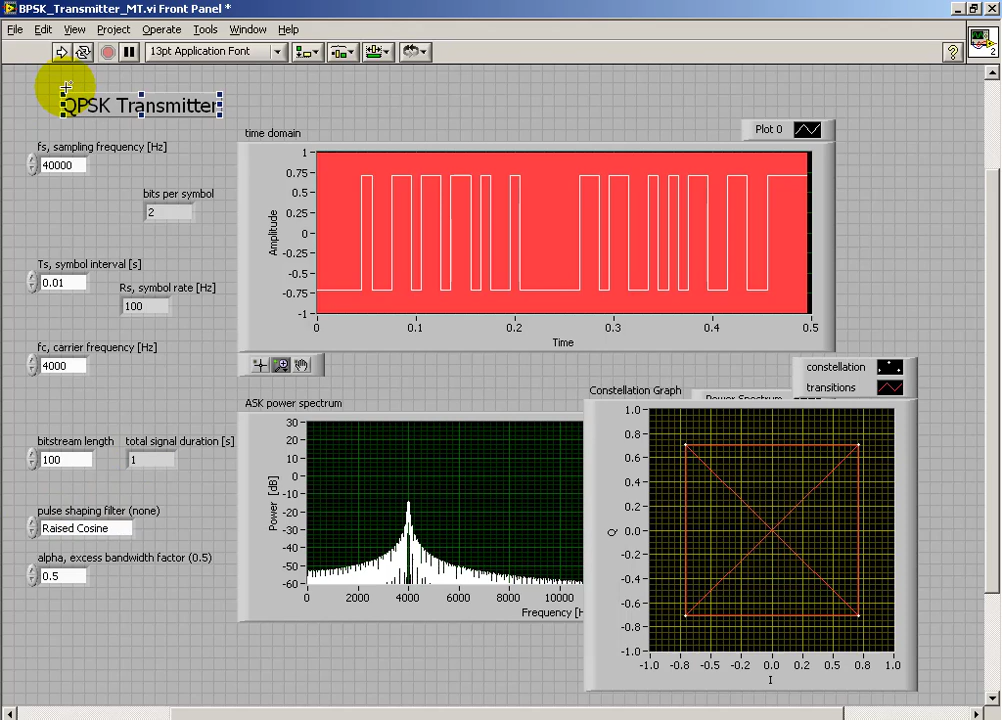 BPSK_Transmitter_MT.vi Front Panel *
File Edit View Project Operate Tools Window Help
13pt Application Font
2
QPSK Transmitter
Plot 0
time domain
fs, sampling frequency [Hz]
40000
bits per symbol
2
Ts, symbol interval [s]
0.01
Rs, symbol rate [Hz]
100
fc, carrier frequency [Hz]
4000
bitstream length
100
total signal duration [s]
1
pulse shaping filter (none)
Raised Cosine
alpha, excess bandwidth factor (0.5)
0.5
Amplitude
1
0.75
0.5
0.25
0
-0.25
-0.5
-0.75
-1
0 0.1 0.2 0.3 0.4 0.5
Time
ASK power spectrum
Power [dB]
30
20
10
0
-10
-20
-30
-40
-50
-60
0 2000 4000 6000 8000 10000
Frequency [H
constellation
transitions
Constellation Graph
Power Spectrum
Q
1.0
0.8
0.6
0.4
0.2
0.0
-0.2
-0.4
-0.6
-0.8
-1.0
-1.0 -0.8 -0.5 -0.2 0.0 0.2 0.5 0.8 1.0
I